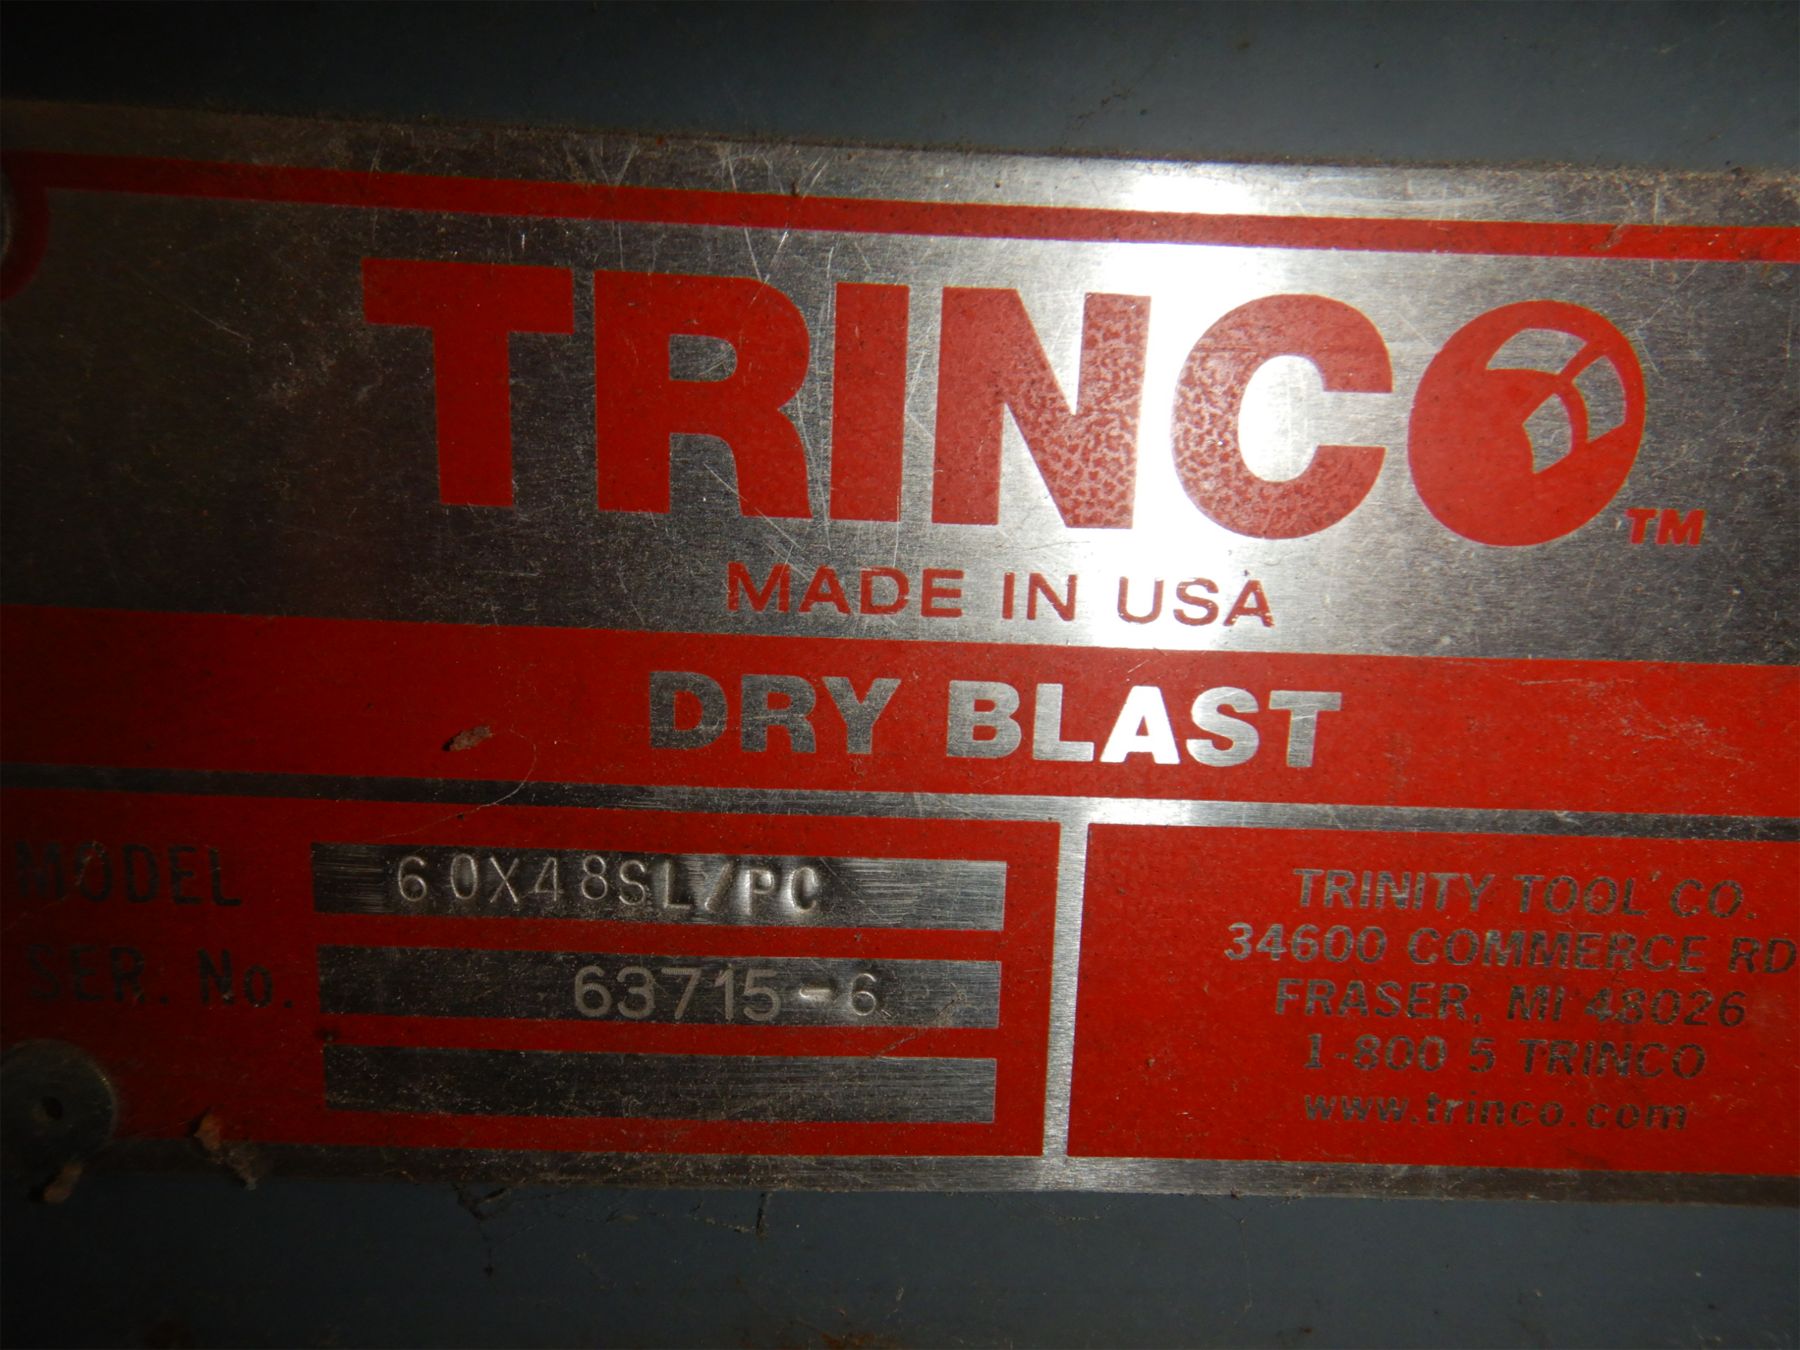 TRINCO TM
MADE IN USA
DRY BLAST
MODEL 60X48SL/PC
SER. No. 63715-6
TRINITY TOOL CO.
34600 COMMERCE RD
FRASER, MI 48026
1-800 5 TRINCO
www.trinco.com